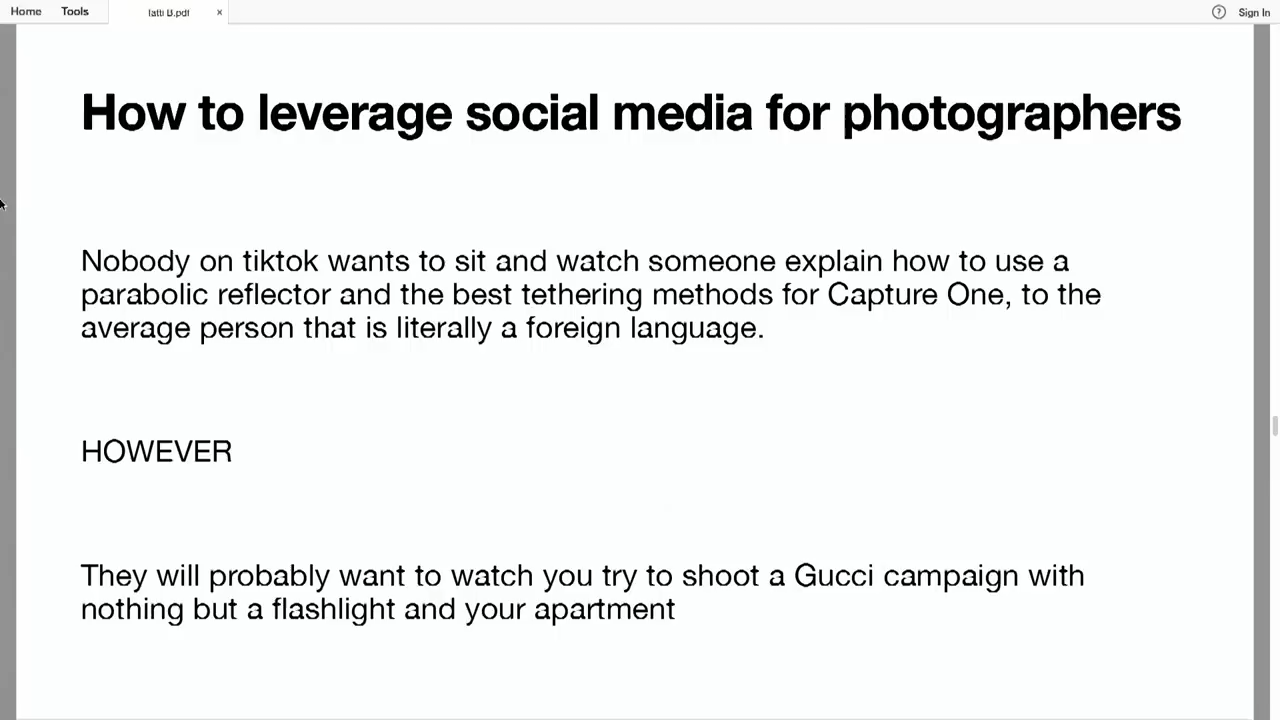 Home Tools .pdf × ? Sign In
How to leverage social media for photographers
Nobody on tiktok wants to sit and watch someone explain how to use a
parabolic reflector and the best tethering methods for Capture One, to the
average person that is literally a foreign language.
HOWEVER
They will probably want to watch you try to shoot a Gucci campaign with
nothing but a flashlight and your apartment